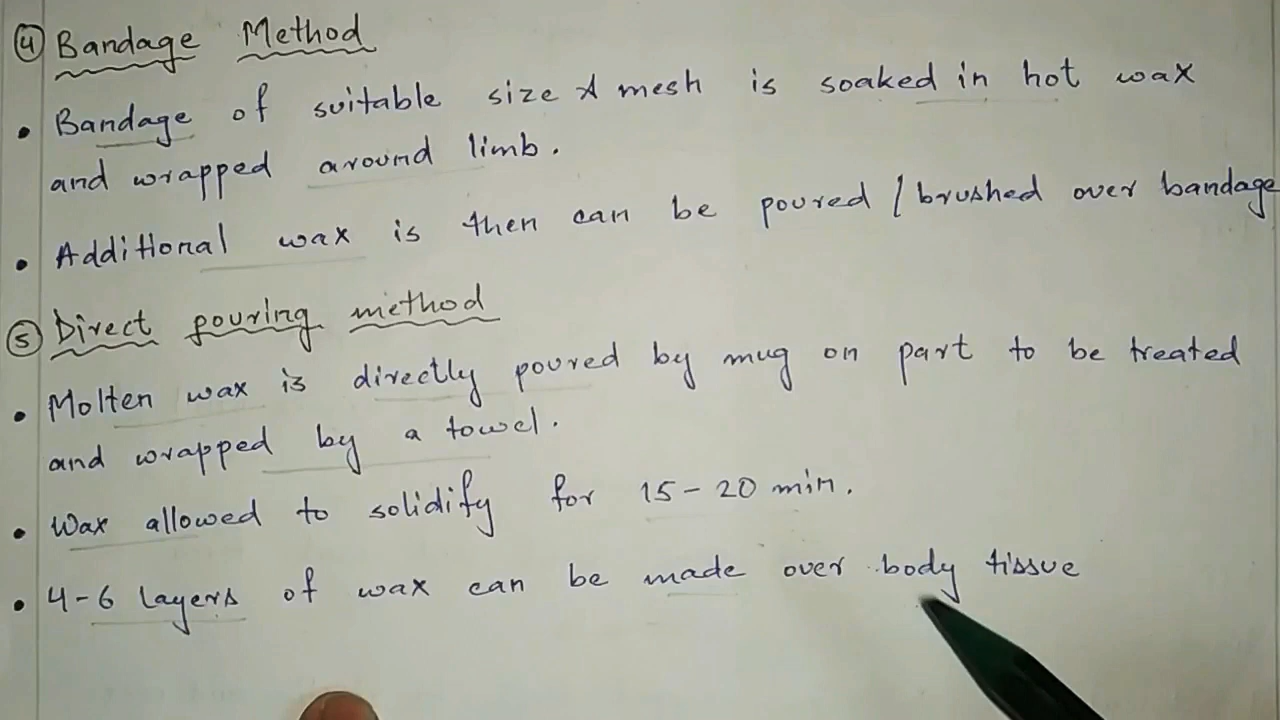 4 Bandage Method
• Bandage of suitable size & mesh is soaked in hot wax
and wrapped around limb.
• Additional wax is then can be poured / brushed over bandage
5 Direct pouring method
• Molten wax is directly poured by mug on part to be treated
and wrapped by a towel.
• Wax allowed to solidify for 15-20 min.
• 4-6 layers of wax can be made over body tissue